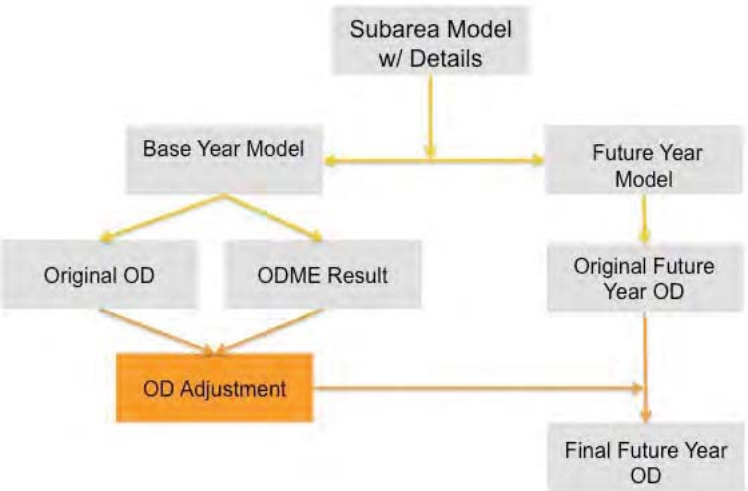 Subarea Model
w/ Details
Base Year Model
Future Year
Model
Original OD
ODME Result
Original Future
Year OD
OD Adjustment
Final Future Year
OD